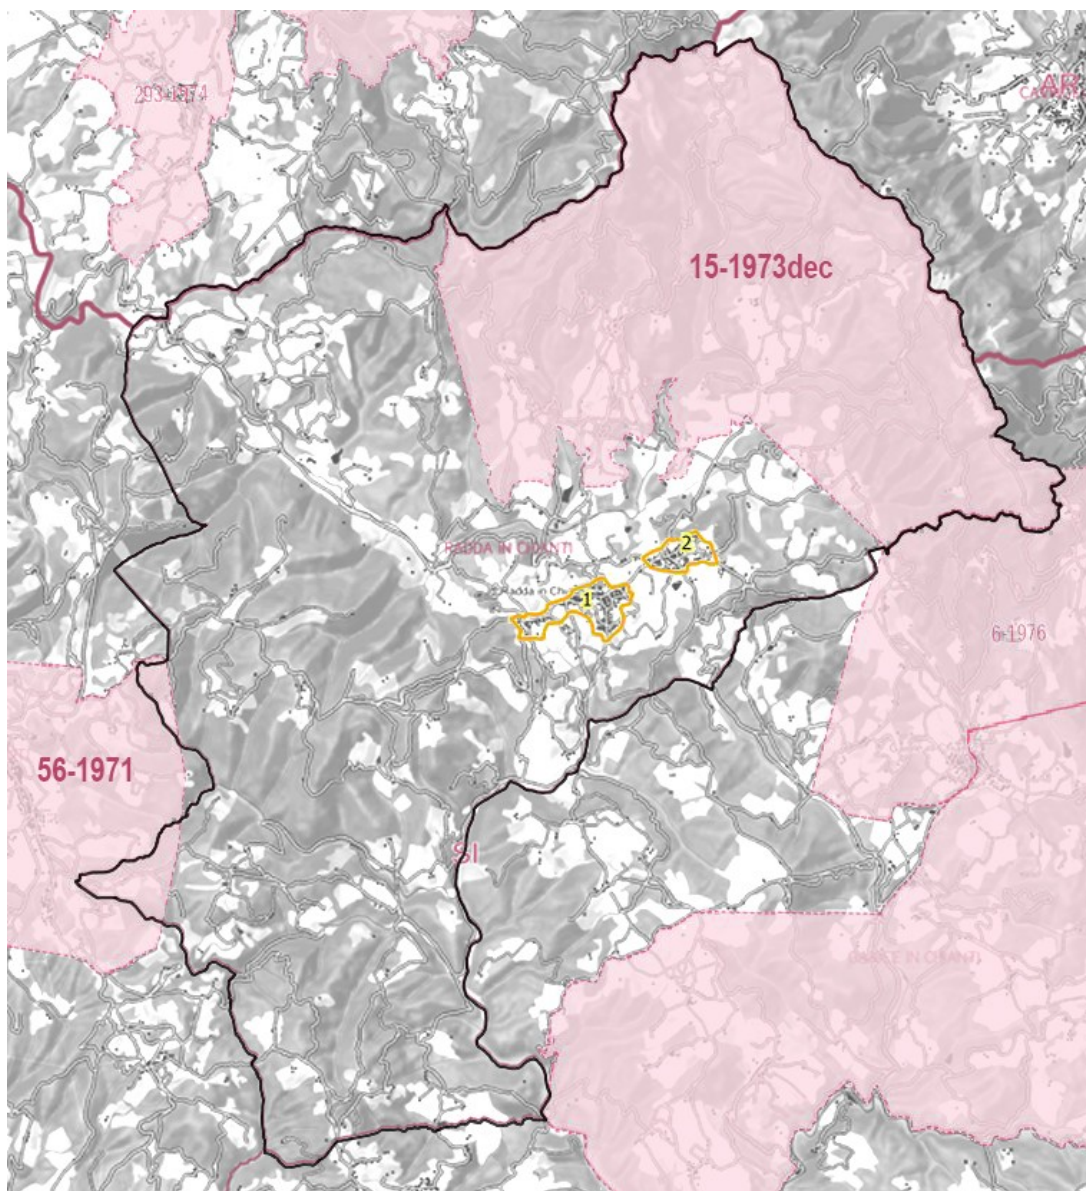 293-1974
CA
AR
15-1973dec
RADDA IN CHIANTI
2
Radda in Ch
1
6-1976
56-1971
SI
GAIOLE IN CHIANTI